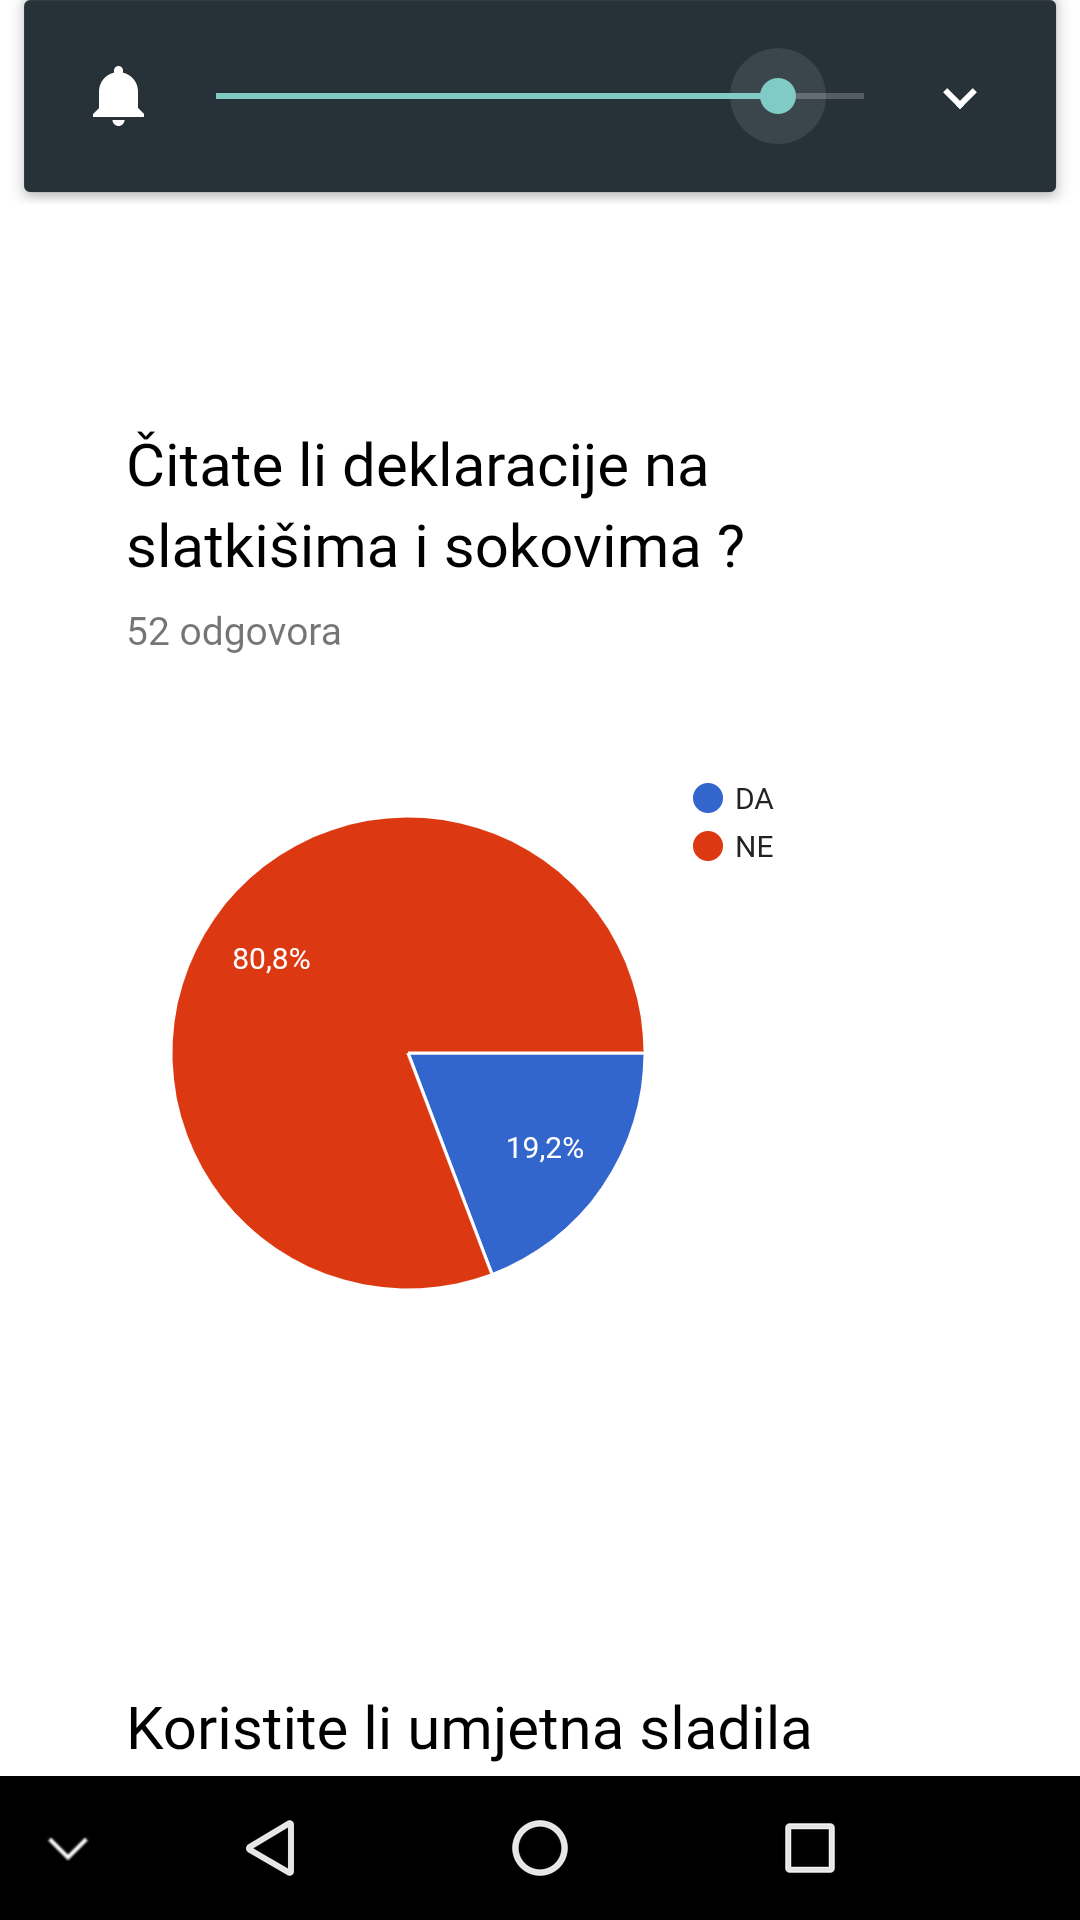 Čitate li deklaracije na
slatkišima i sokovima ?
52 odgovora
DA
NE
80,8%
19,2%
Koristite li umjetna sladila